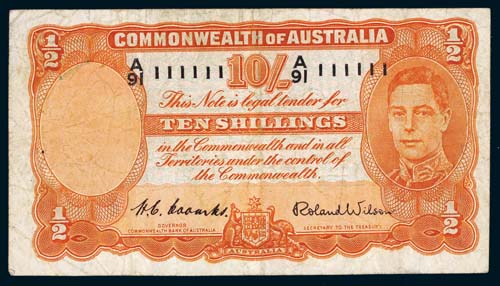 1/2 COMMONWEALTH OF AUSTRALIA 1/2
A/91 111111 10/- A/91 111111
This Note is legal tender for
TEN SHILLINGS
in the Commonwealth and in all
Territories under the control of
the Commonwealth.
H.C. Coombs. Roland Wilson
GOVERNOR SECRETARY TO THE TREASURY
COMMONWEALTH BANK OF AUSTRALIA
1/2 AUSTRALIA 1/2